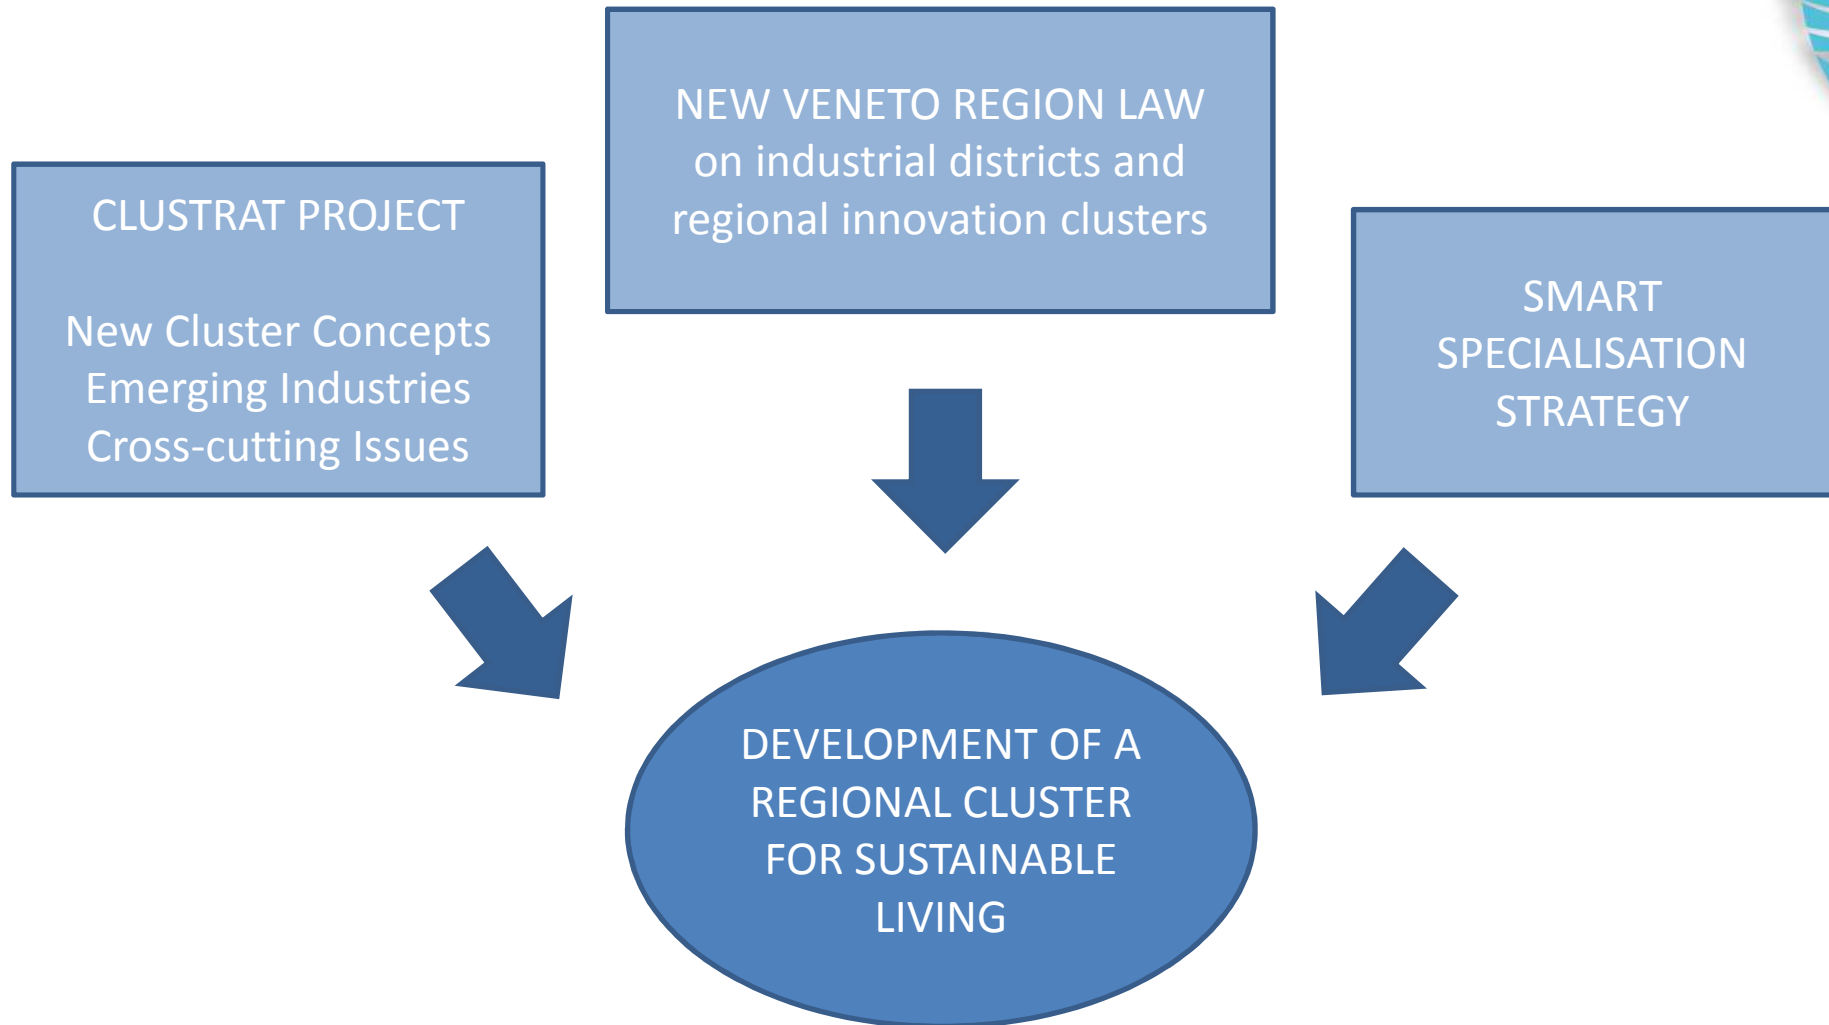 CLUSTRAT PROJECT
New Cluster Concepts
Emerging Industries
Cross-cutting Issues
NEW VENETO REGION LAW
on industrial districts and
regional innovation clusters
SMART
SPECIALISATION
STRATEGY
DEVELOPMENT OF A
REGIONAL CLUSTER
FOR SUSTAINABLE
LIVING